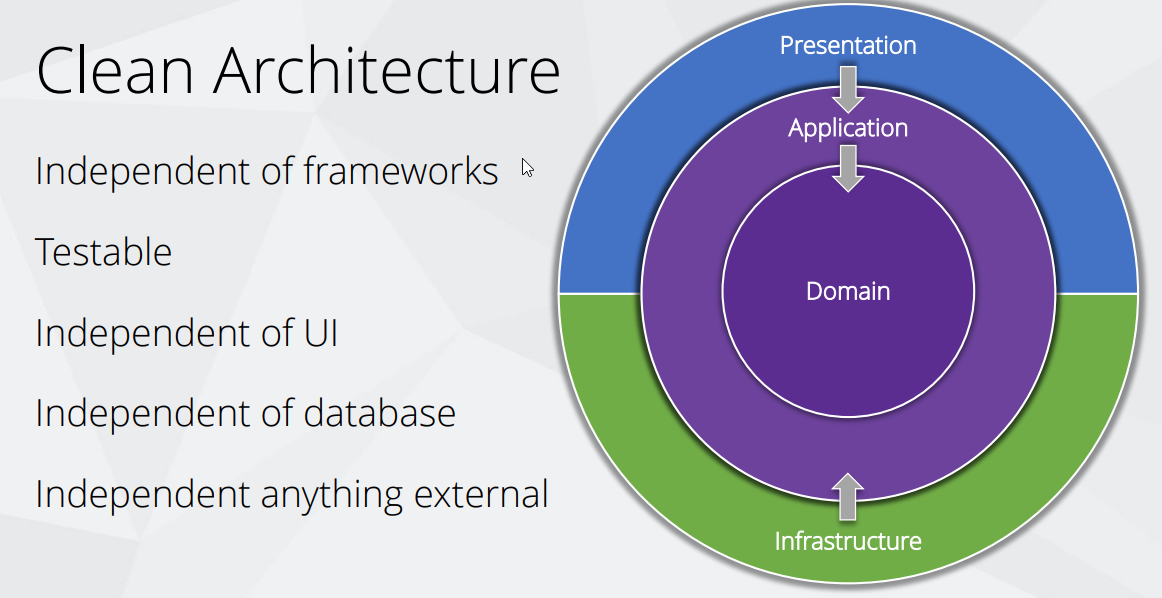 Clean Architecture
Independent of frameworks
Testable
Independent of UI
Independent of database
Independent anything external
Presentation
Application
Domain
Infrastructure